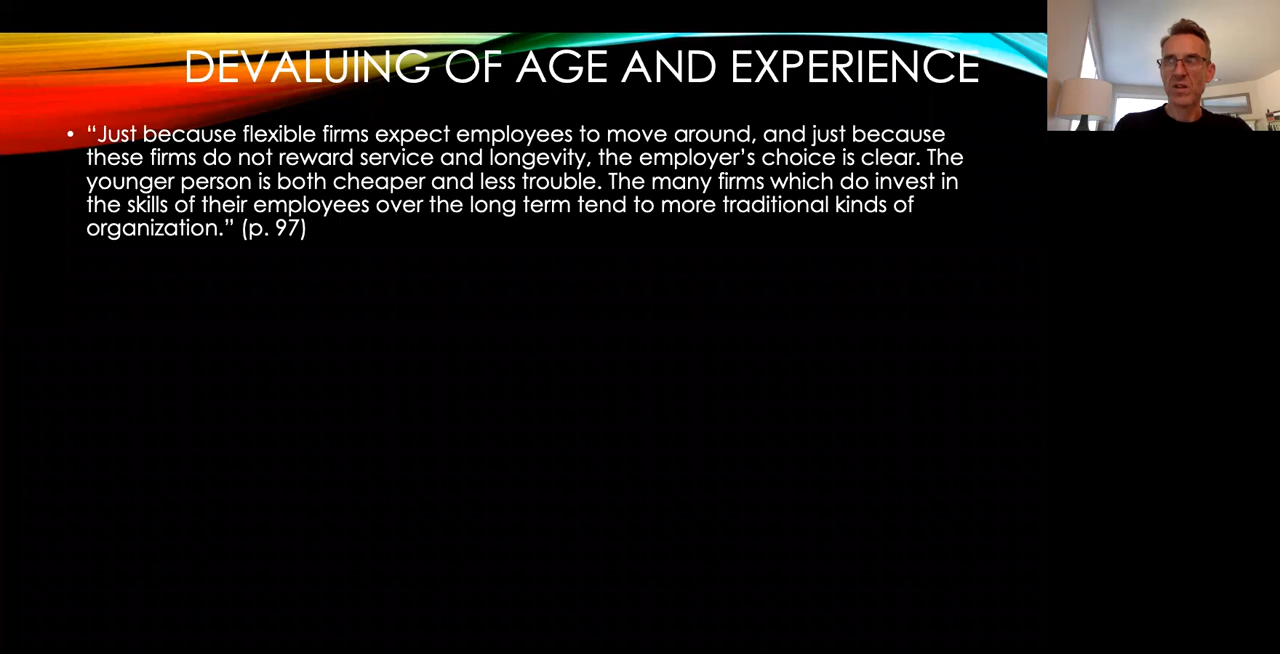 DEVALUING OF AGE AND EXPERIENCE
• “Just because flexible firms expect employees to move around, and just because
these firms do not reward service and longevity, the employer’s choice is clear. The
younger person is both cheaper and less trouble. The many firms which do invest in
the skills of their employees over the long term tend to more traditional kinds of
organization.” (p. 97)